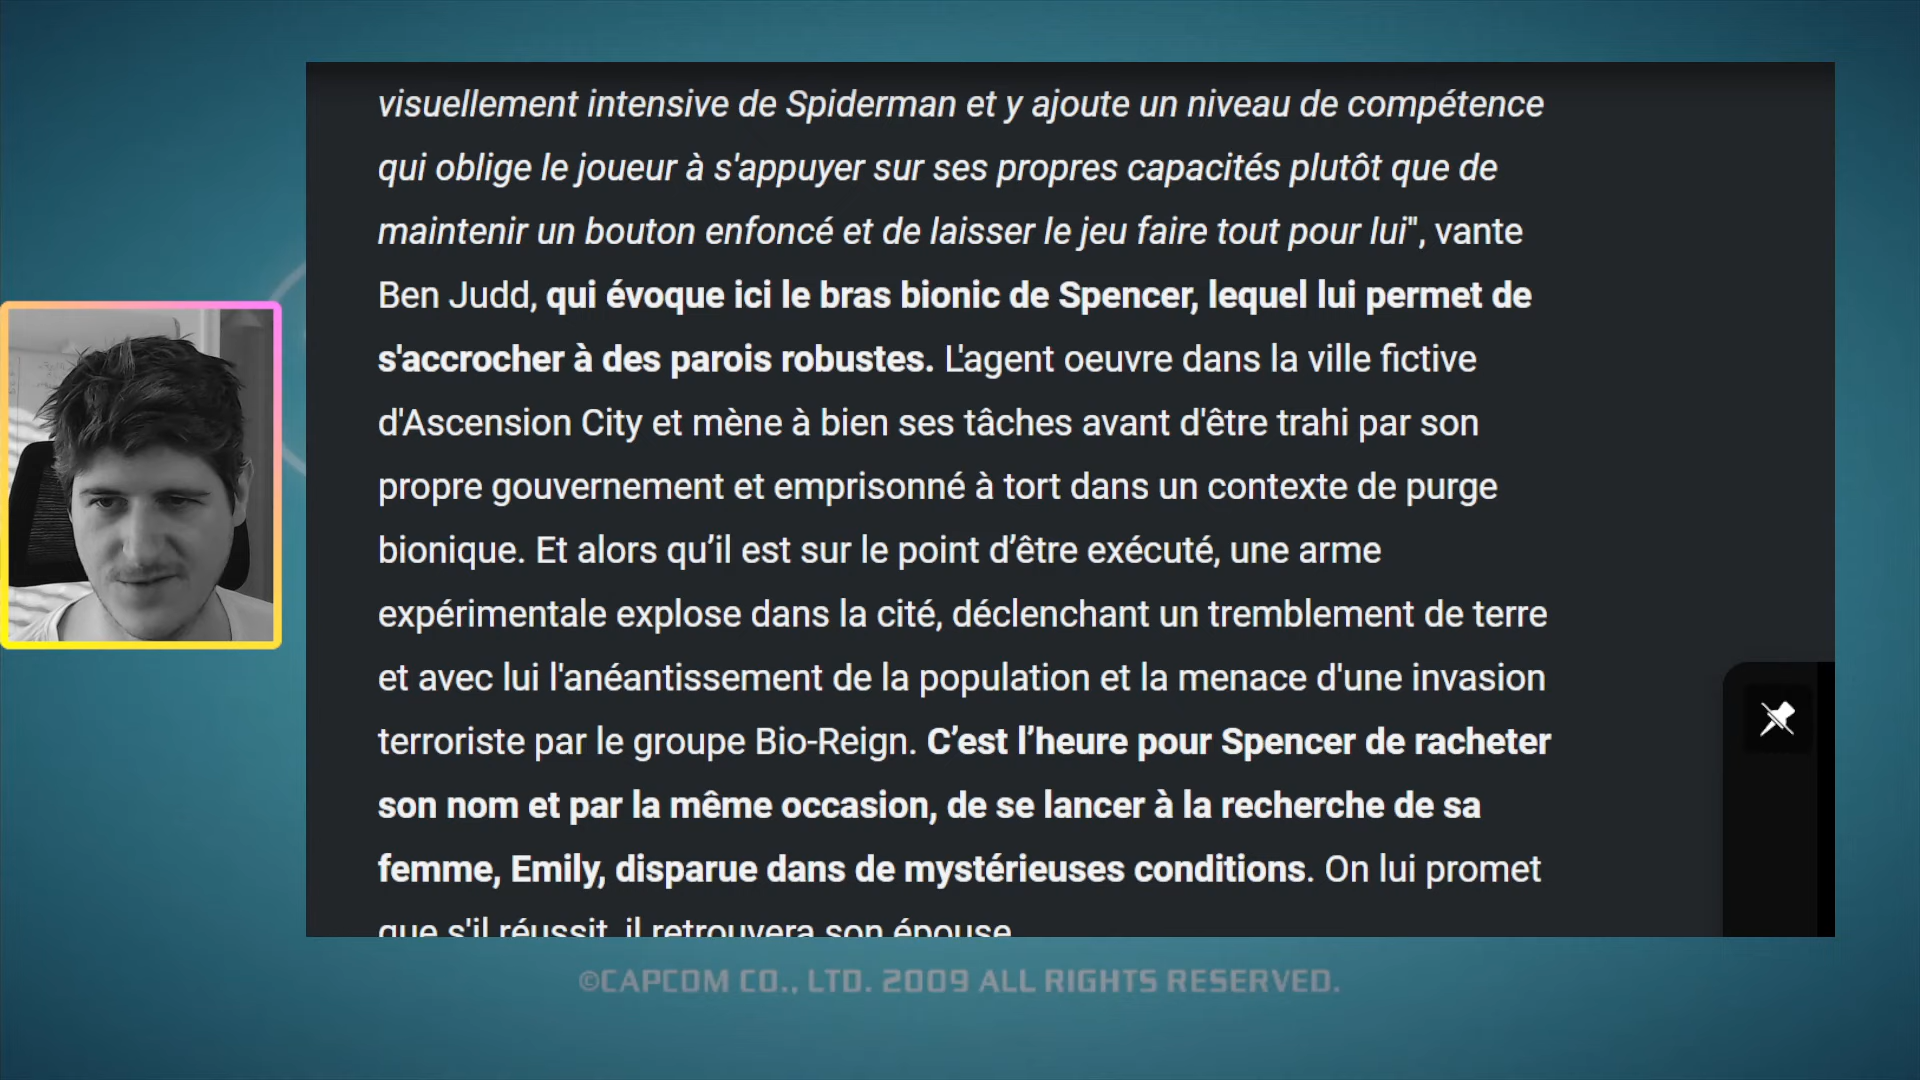 visuellement intensive de Spiderman et y ajoute un niveau de compétence
qui oblige le joueur à s'appuyer sur ses propres capacités plutôt que de
maintenir un bouton enfoncé et de laisser le jeu faire tout pour lui", vante
Ben Judd, qui évoque ici le bras bionic de Spencer, lequel lui permet de
s'accrocher à des parois robustes. L'agent oeuvre dans la ville fictive
d'Ascension City et mène à bien ses tâches avant d'être trahi par son
propre gouvernement et emprisonné à tort dans un contexte de purge
bionique. Et alors qu’il est sur le point d’être exécuté, une arme
expérimentale explose dans la cité, déclenchant un tremblement de terre
et avec lui l'anéantissement de la population et la menace d'une invasion
terroriste par le groupe Bio-Reign. C’est l’heure pour Spencer de racheter
son nom et par la même occasion, de se lancer à la recherche de sa
femme, Emily, disparue dans de mystérieuses conditions. On lui promet
que s'il réussit, il retrouvera son épouse
©CAPCOM CO., LTD. 2009 ALL RIGHTS RESERVED.